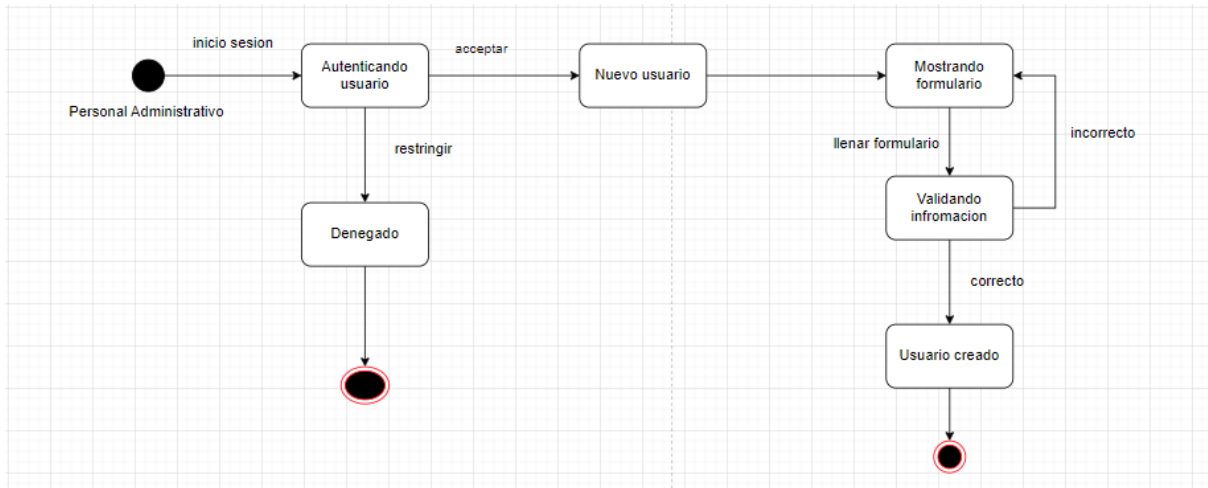 inicio sesion
acceptar
Autenticando
usuario
Nuevo usuario
Mostrando
formulario
Personal Administrativo
incorrecto
restringir
llenar formulario
Validando
infromacion
Denegado
correcto
Usuario creado